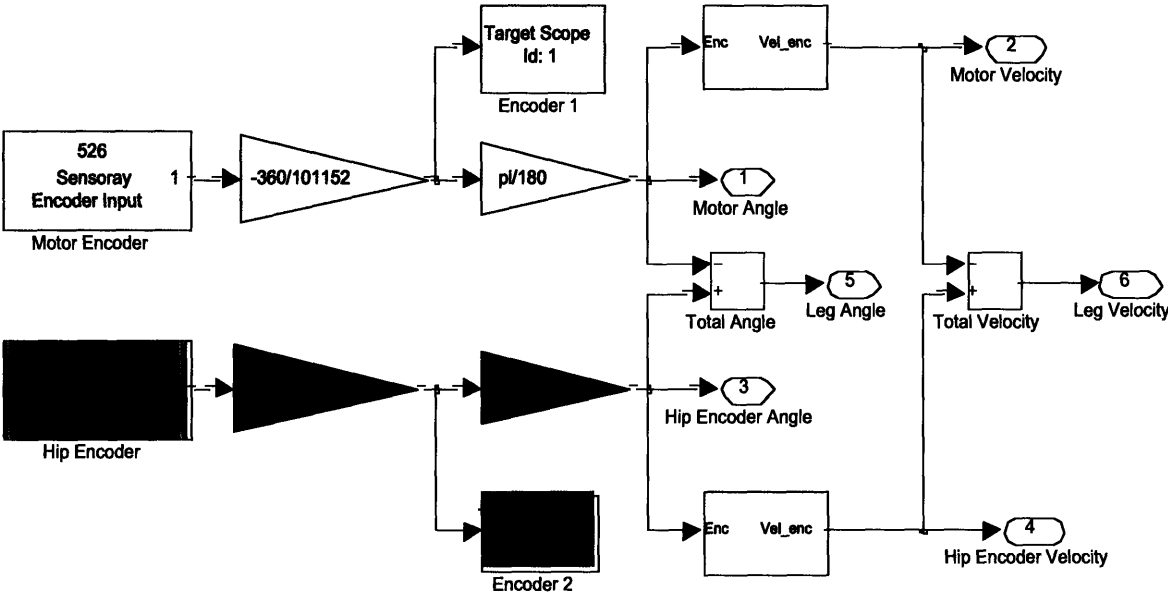 Target Scope
Id: 1
Encoder 1
Enc
Vel_enc
2
Motor Velocity
526
Sensoray
Encoder Input
1
Motor Encoder
-360/101152
pi/180
1
Motor Angle
−
+
Total Angle
5
Leg Angle
−
+
Total Velocity
6
Leg Velocity
Hip Encoder
3
Hip Encoder Angle
Encoder 2
Enc
Vel_enc
4
Hip Encoder Velocity